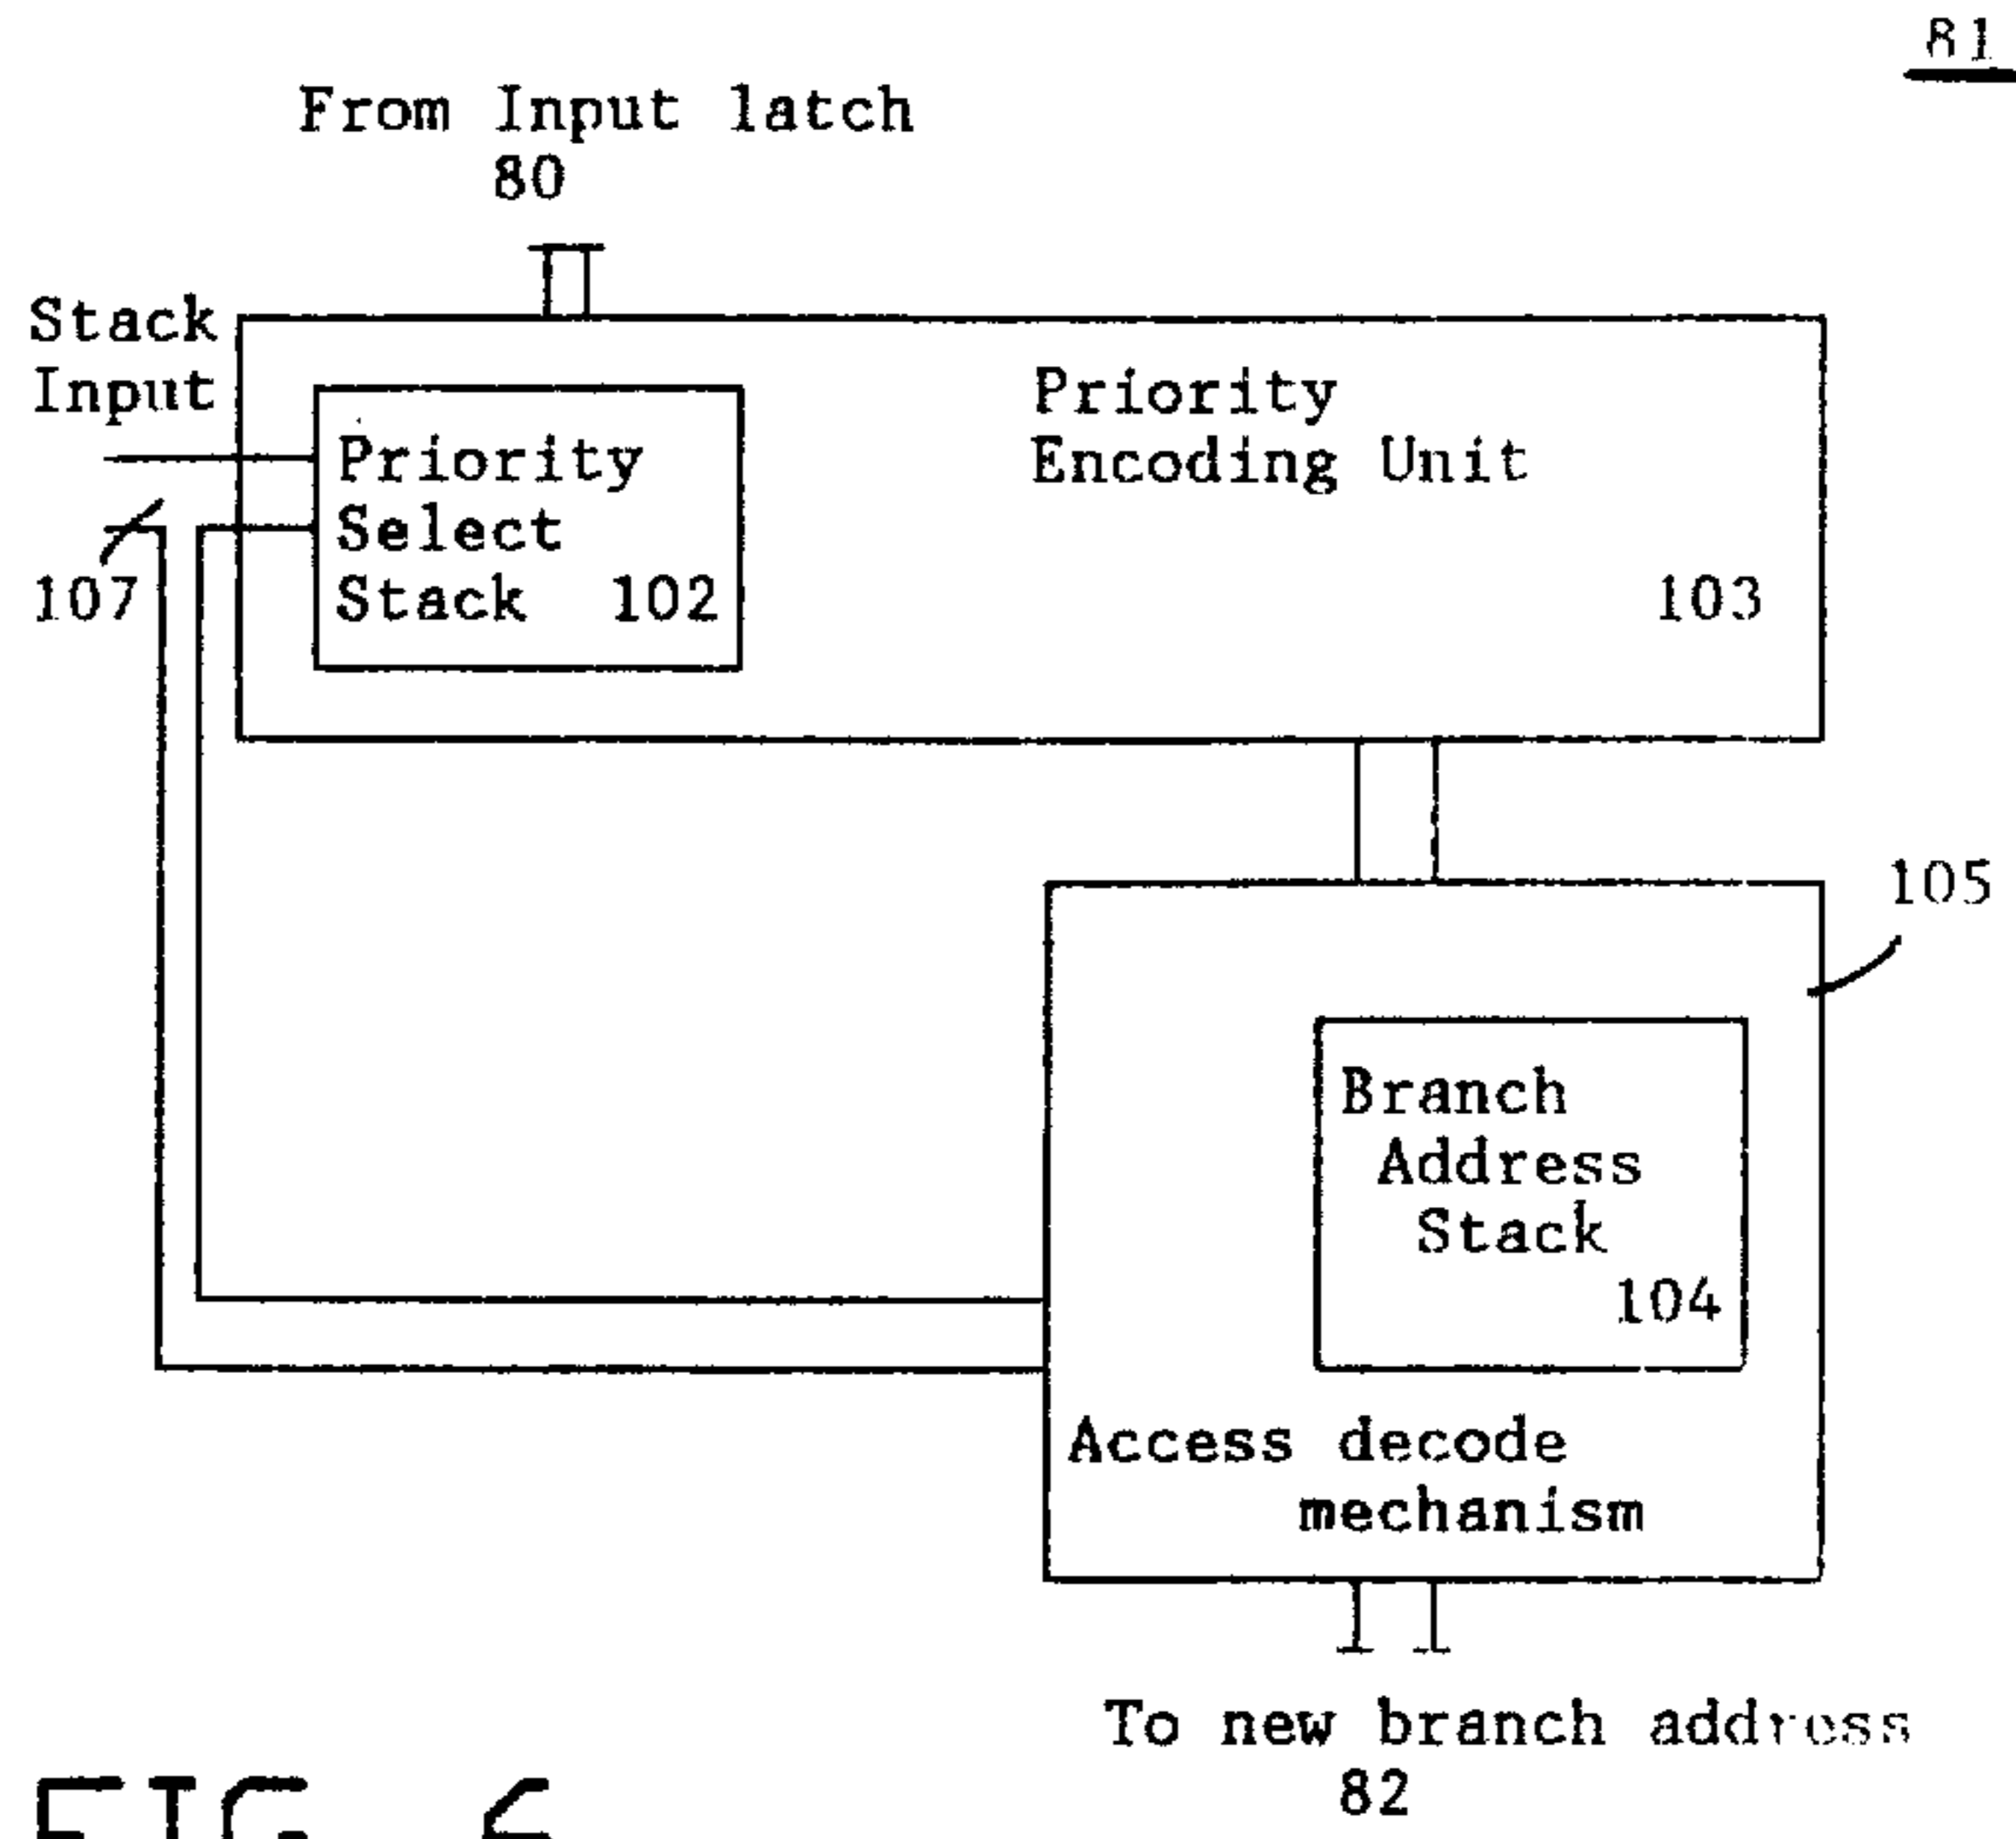 81
From Input latch
80
Stack
Input
Priority
Encoding Unit
Priority
Select
Stack 102
103
107
105
Branch
Address
Stack
104
Access decode
mechanism
To new branch address
82
FIG. 6